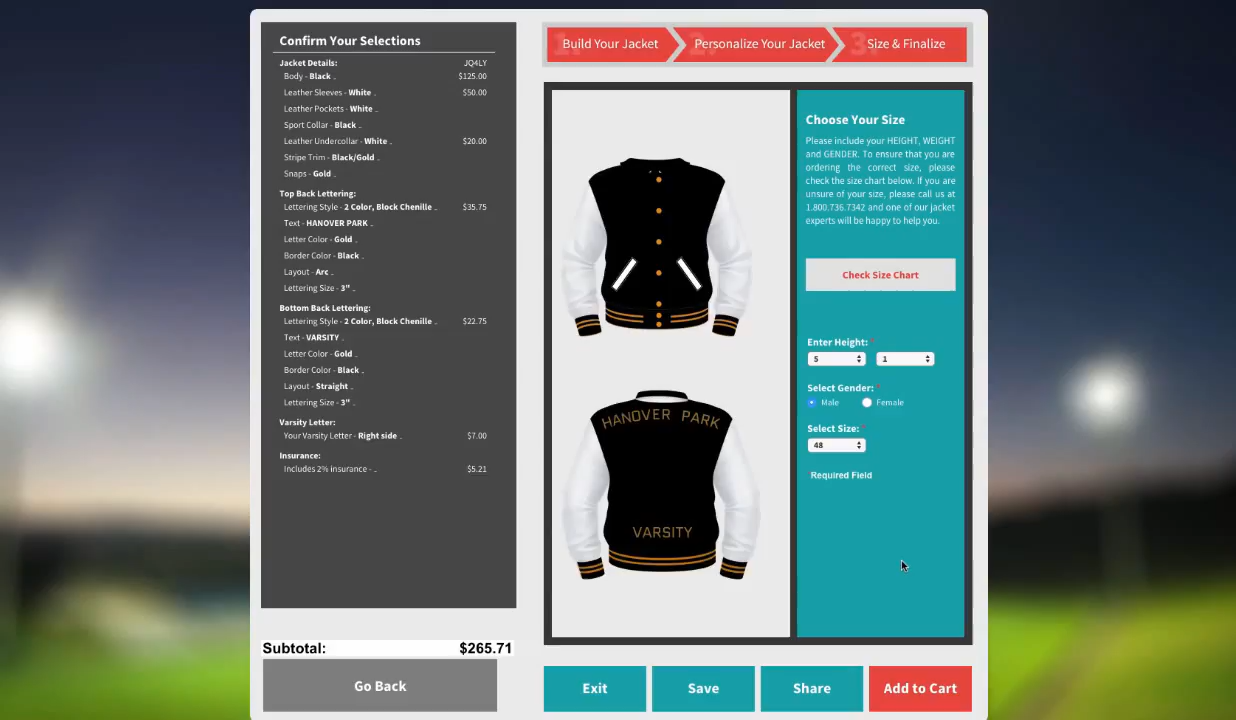 Confirm Your Selections
Jacket Details: JQ4LY
Body - Black .. $125.00
Leather Sleeves - White .. $50.00
Leather Pockets - White ..
Sport Collar - Black ..
Leather Undercollar - White .. $20.00
Stripe Trim - Black/Gold ..
Snaps - Gold ..
Top Back Lettering:
Lettering Style - 2 Color, Block Chenille .. $35.75
Text - HANOVER PARK ..
Letter Color - Gold ..
Border Color - Black ..
Layout - Arc ..
Lettering Size - 3" ..
Bottom Back Lettering:
Lettering Style - 2 Color, Block Chenille .. $22.75
Text - VARSITY ..
Letter Color - Gold ..
Border Color - Black ..
Layout - Straight ..
Lettering Size - 3" ..
Varsity Letter:
Your Varsity Letter - Right side .. $7.00
Insurance:
Includes 2% insurance - .. $5.21
Subtotal: $265.71
Go Back
1. Build Your Jacket 2. Personalize Your Jacket 3. Size & Finalize
HANOVER PARK
VARSITY
Choose Your Size
Please include your HEIGHT, WEIGHT
and GENDER. To ensure that you are
ordering the correct size, please
check the size chart below. If you are
unsure of your size, please call us at
1.800.736.7342 and one of our jacket
experts will be happy to help you.
Check Size Chart
Enter Height: *
5 1
Select Gender: *
Male Female
Select Size: *
48
Required Field
Exit Save Share Add to Cart